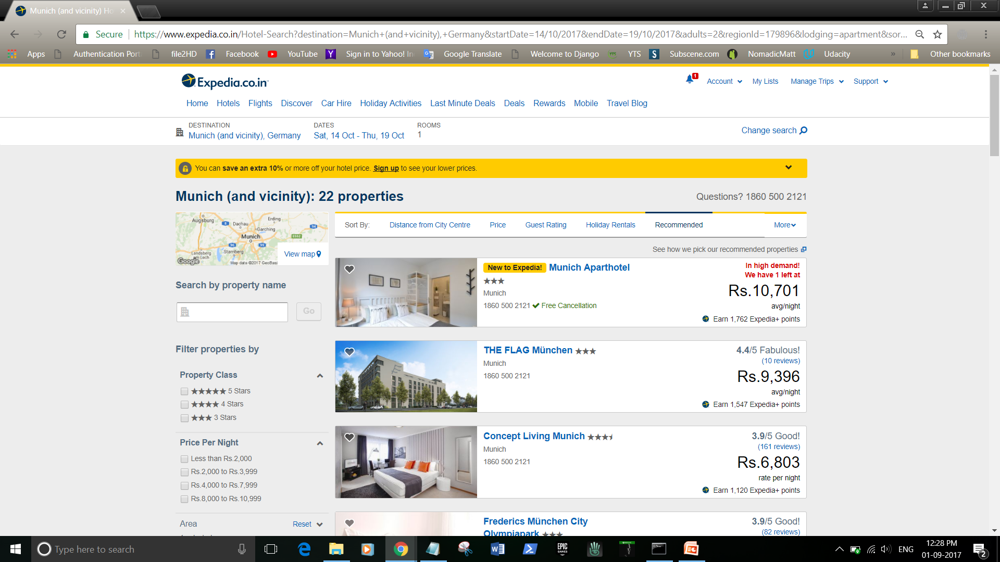 Munich (and vicinity) Ho
Secure
https://www.expedia.co.in/Hotel-Search?destination=Munich+(and+vicinity),+Germany&startDate=14/10/2017&endDate=19/10/2017&adults=2&regionId=179896&lodging=apartment&sor...
Apps Authentication Port file2HD Facebook YouTube Sign in to Yahoo! In Google Translate Welcome to Django YTS Subscene.com NomadicMatt Udacity » Other bookmarks
Expedia.co.in
1 Account My Lists Manage Trips Support
Home Hotels Flights Discover Car Hire Holiday Activities Last Minute Deals Deals Rewards Mobile Travel Blog
DESTINATION DATES ROOMS
Munich (and vicinity), Germany Sat, 14 Oct - Thu, 19 Oct 1
Change search
You can save an extra 10% or more off your hotel price. Sign up to see your lower prices.
Munich (and vicinity): 22 properties
Questions? 1860 500 2121
Augsburg
Dachau
Erding
Garching
Munich
Landsberg am Lech
Starnberg
8
94
E552
96
99
Google
Map data ©2017 GeoBasi
View map
Sort By: Distance from City Centre Price Guest Rating Holiday Rentals Recommended More
See how we pick our recommended properties
Search by property name
Go
Filter properties by
Property Class
5 Stars
4 Stars
3 Stars
Price Per Night
Less than Rs.2,000
Rs.2,000 to Rs.3,999
Rs.4,000 to Rs.7,999
Rs.8,000 to Rs.10,999
Area Reset
New to Expedia! Munich Aparthotel
Munich
1860 500 2121 Free Cancellation
In high demand!
We have 1 left at
Rs.10,701
avg/night
Earn 1,762 Expedia+ points
THE FLAG München
Munich
1860 500 2121
4.4/5 Fabulous!
(10 reviews)
Rs.9,396
avg/night
Earn 1,547 Expedia+ points
Concept Living Munich
Munich
1860 500 2121
3.9/5 Good!
(161 reviews)
Rs.6,803
rate per night
Earn 1,120 Expedia+ points
Frederics München City
Olympiapark
3.9/5 Good!
(82 reviews)
Type here to search
EPIC
GAMES
ENG
12:28 PM
01-09-2017
2